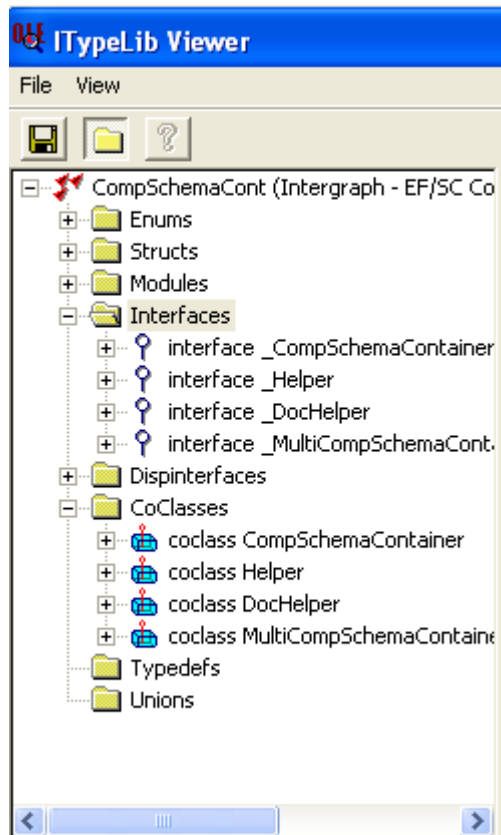 ITypeLib Viewer
File View
CompSchemaCont (Intergraph - EF/SC Co
Enums
Structs
Modules
Interfaces
interface _CompSchemaContainer
interface _Helper
interface _DocHelper
interface _MultiCompSchemaCont
Dispinterfaces
CoClasses
coclass CompSchemaContainer
coclass Helper
coclass DocHelper
coclass MultiCompSchemaContaine
Typedefs
Unions